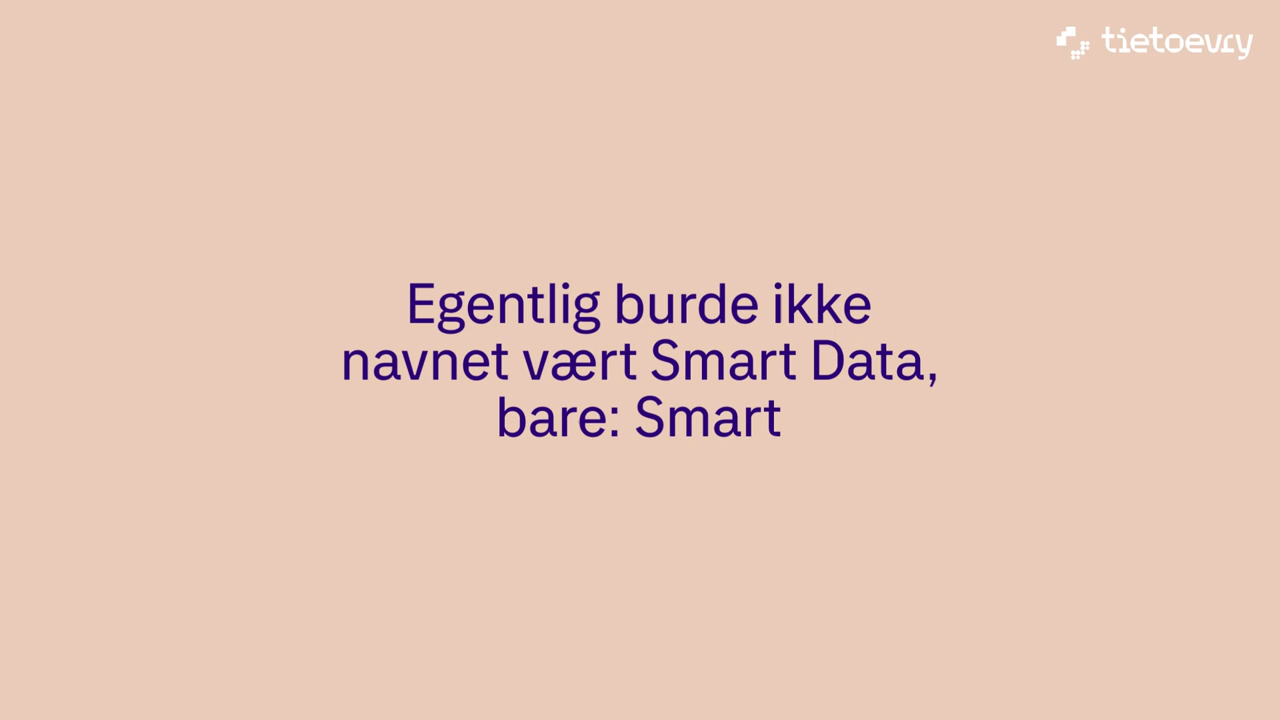 tietoevry
Egentlig burde ikke
navnet vært Smart Data,
bare: Smart